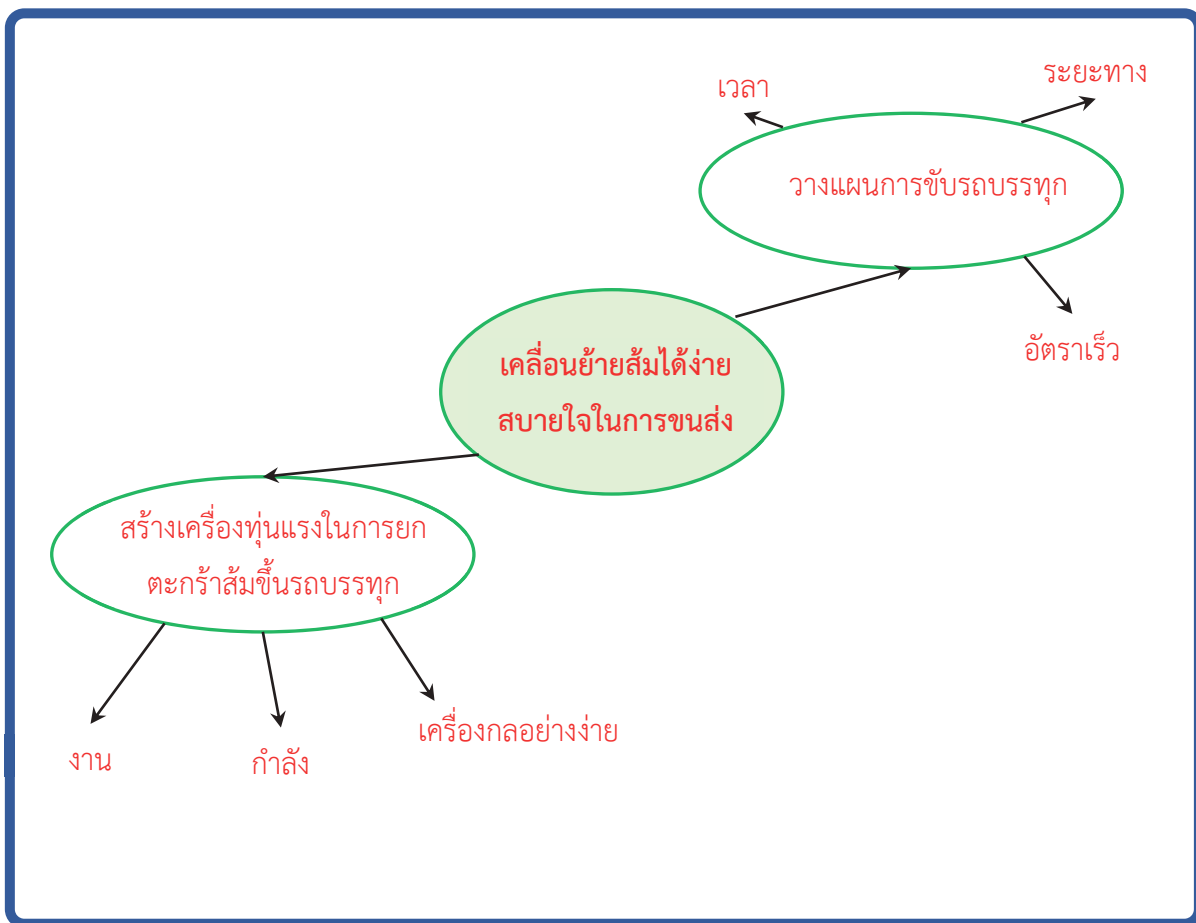 ระยะทาง
เวลา
วางแผนการขับรถบรรทุก
อัตราเร็ว
เคลื่อนย้ายส้มได้ง่าย
สบายใจในการขนส่ง
สร้างเครื่องทุ่นแรงในการยก
ตะกร้าส้มขึ้นรถบรรทุก
เครื่องกลอย่างง่าย
งาน
กำลัง